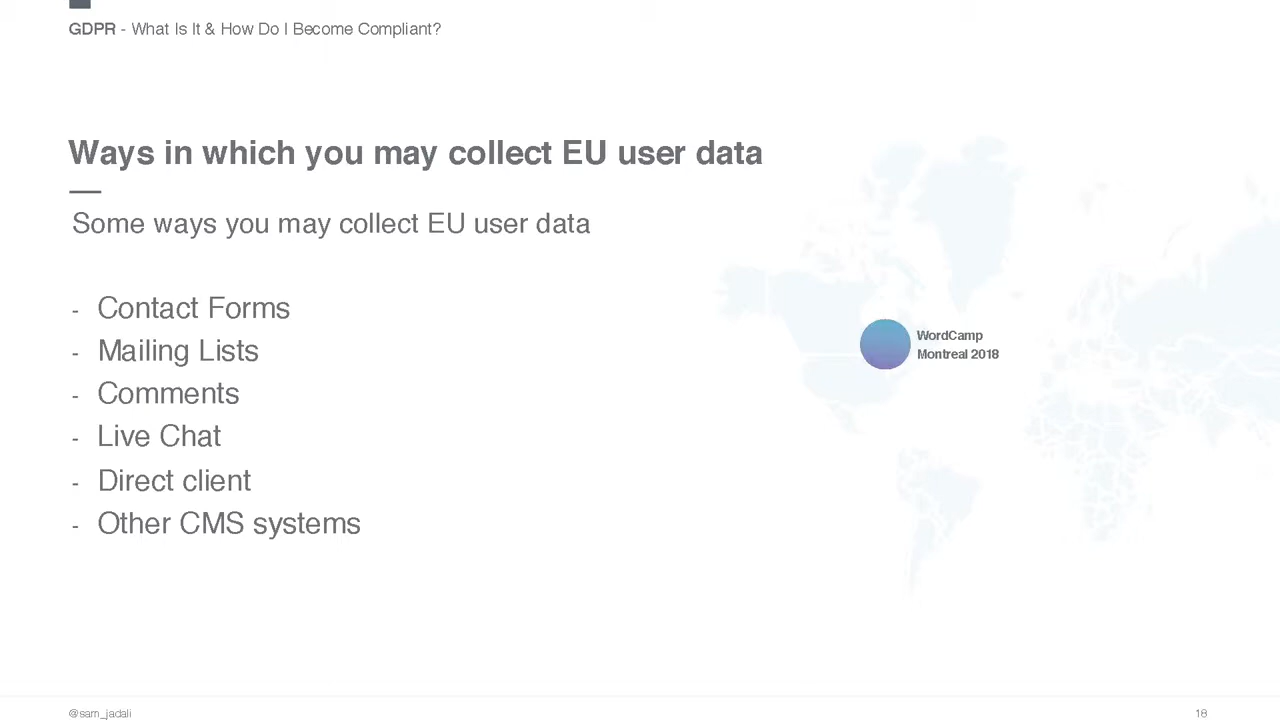 GDPR - What Is It & How Do I Become Compliant?
Ways in which you may collect EU user data
Some ways you may collect EU user data
- Contact Forms
- Mailing Lists
- Comments
- Live Chat
- Direct client
- Other CMS systems
WordCamp
Montreal 2018
@sam_jadali
18